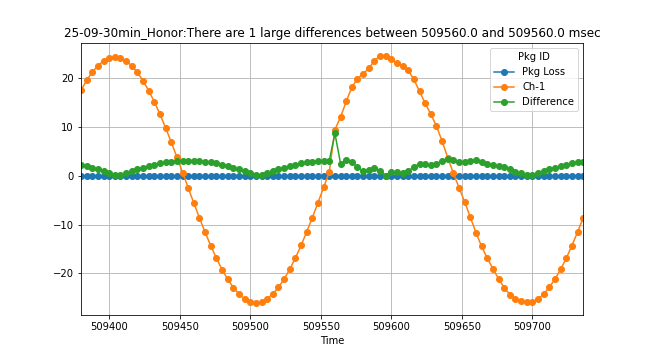 25-09-30min_Honor:There are 1 large differences between 509560.0 and 509560.0 msec
Pkg ID
Pkg Loss
Ch-1
Difference
20
10
0
−10
−20
509400
509450
509500
509550
509600
509650
509700
Time